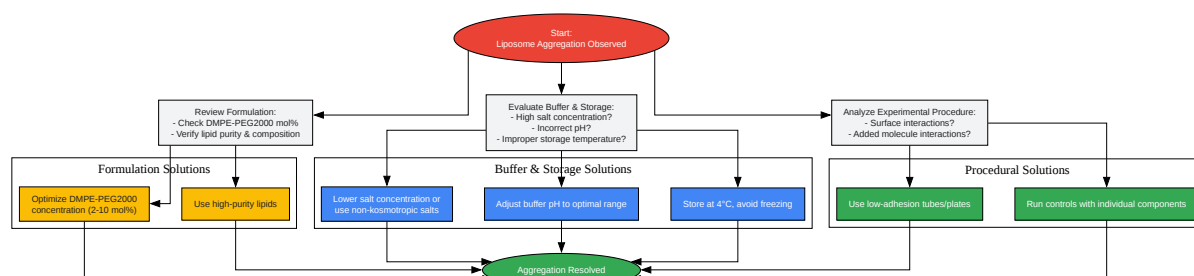 Start:
Liposome Aggregation Observed
Review Formulation:
- Check DMPE-PEG2000 mol%
- Verify lipid purity & composition
Evaluate Buffer & Storage:
- High salt concentration?
- Incorrect pH?
- Improper storage temperature?
Analyze Experimental Procedure:
- Surface interactions?
- Added molecule interactions?
Formulation Solutions
Optimize DMPE-PEG2000
concentration (2-10 mol%)
Use high-purity lipids
Buffer & Storage Solutions
Lower salt concentration or
use non-kosmotropic salts
Adjust buffer pH to optimal range
Store at 4°C, avoid freezing
Procedural Solutions
Use low-adhesion tubes/plates
Run controls with individual components
Aggregation Resolved